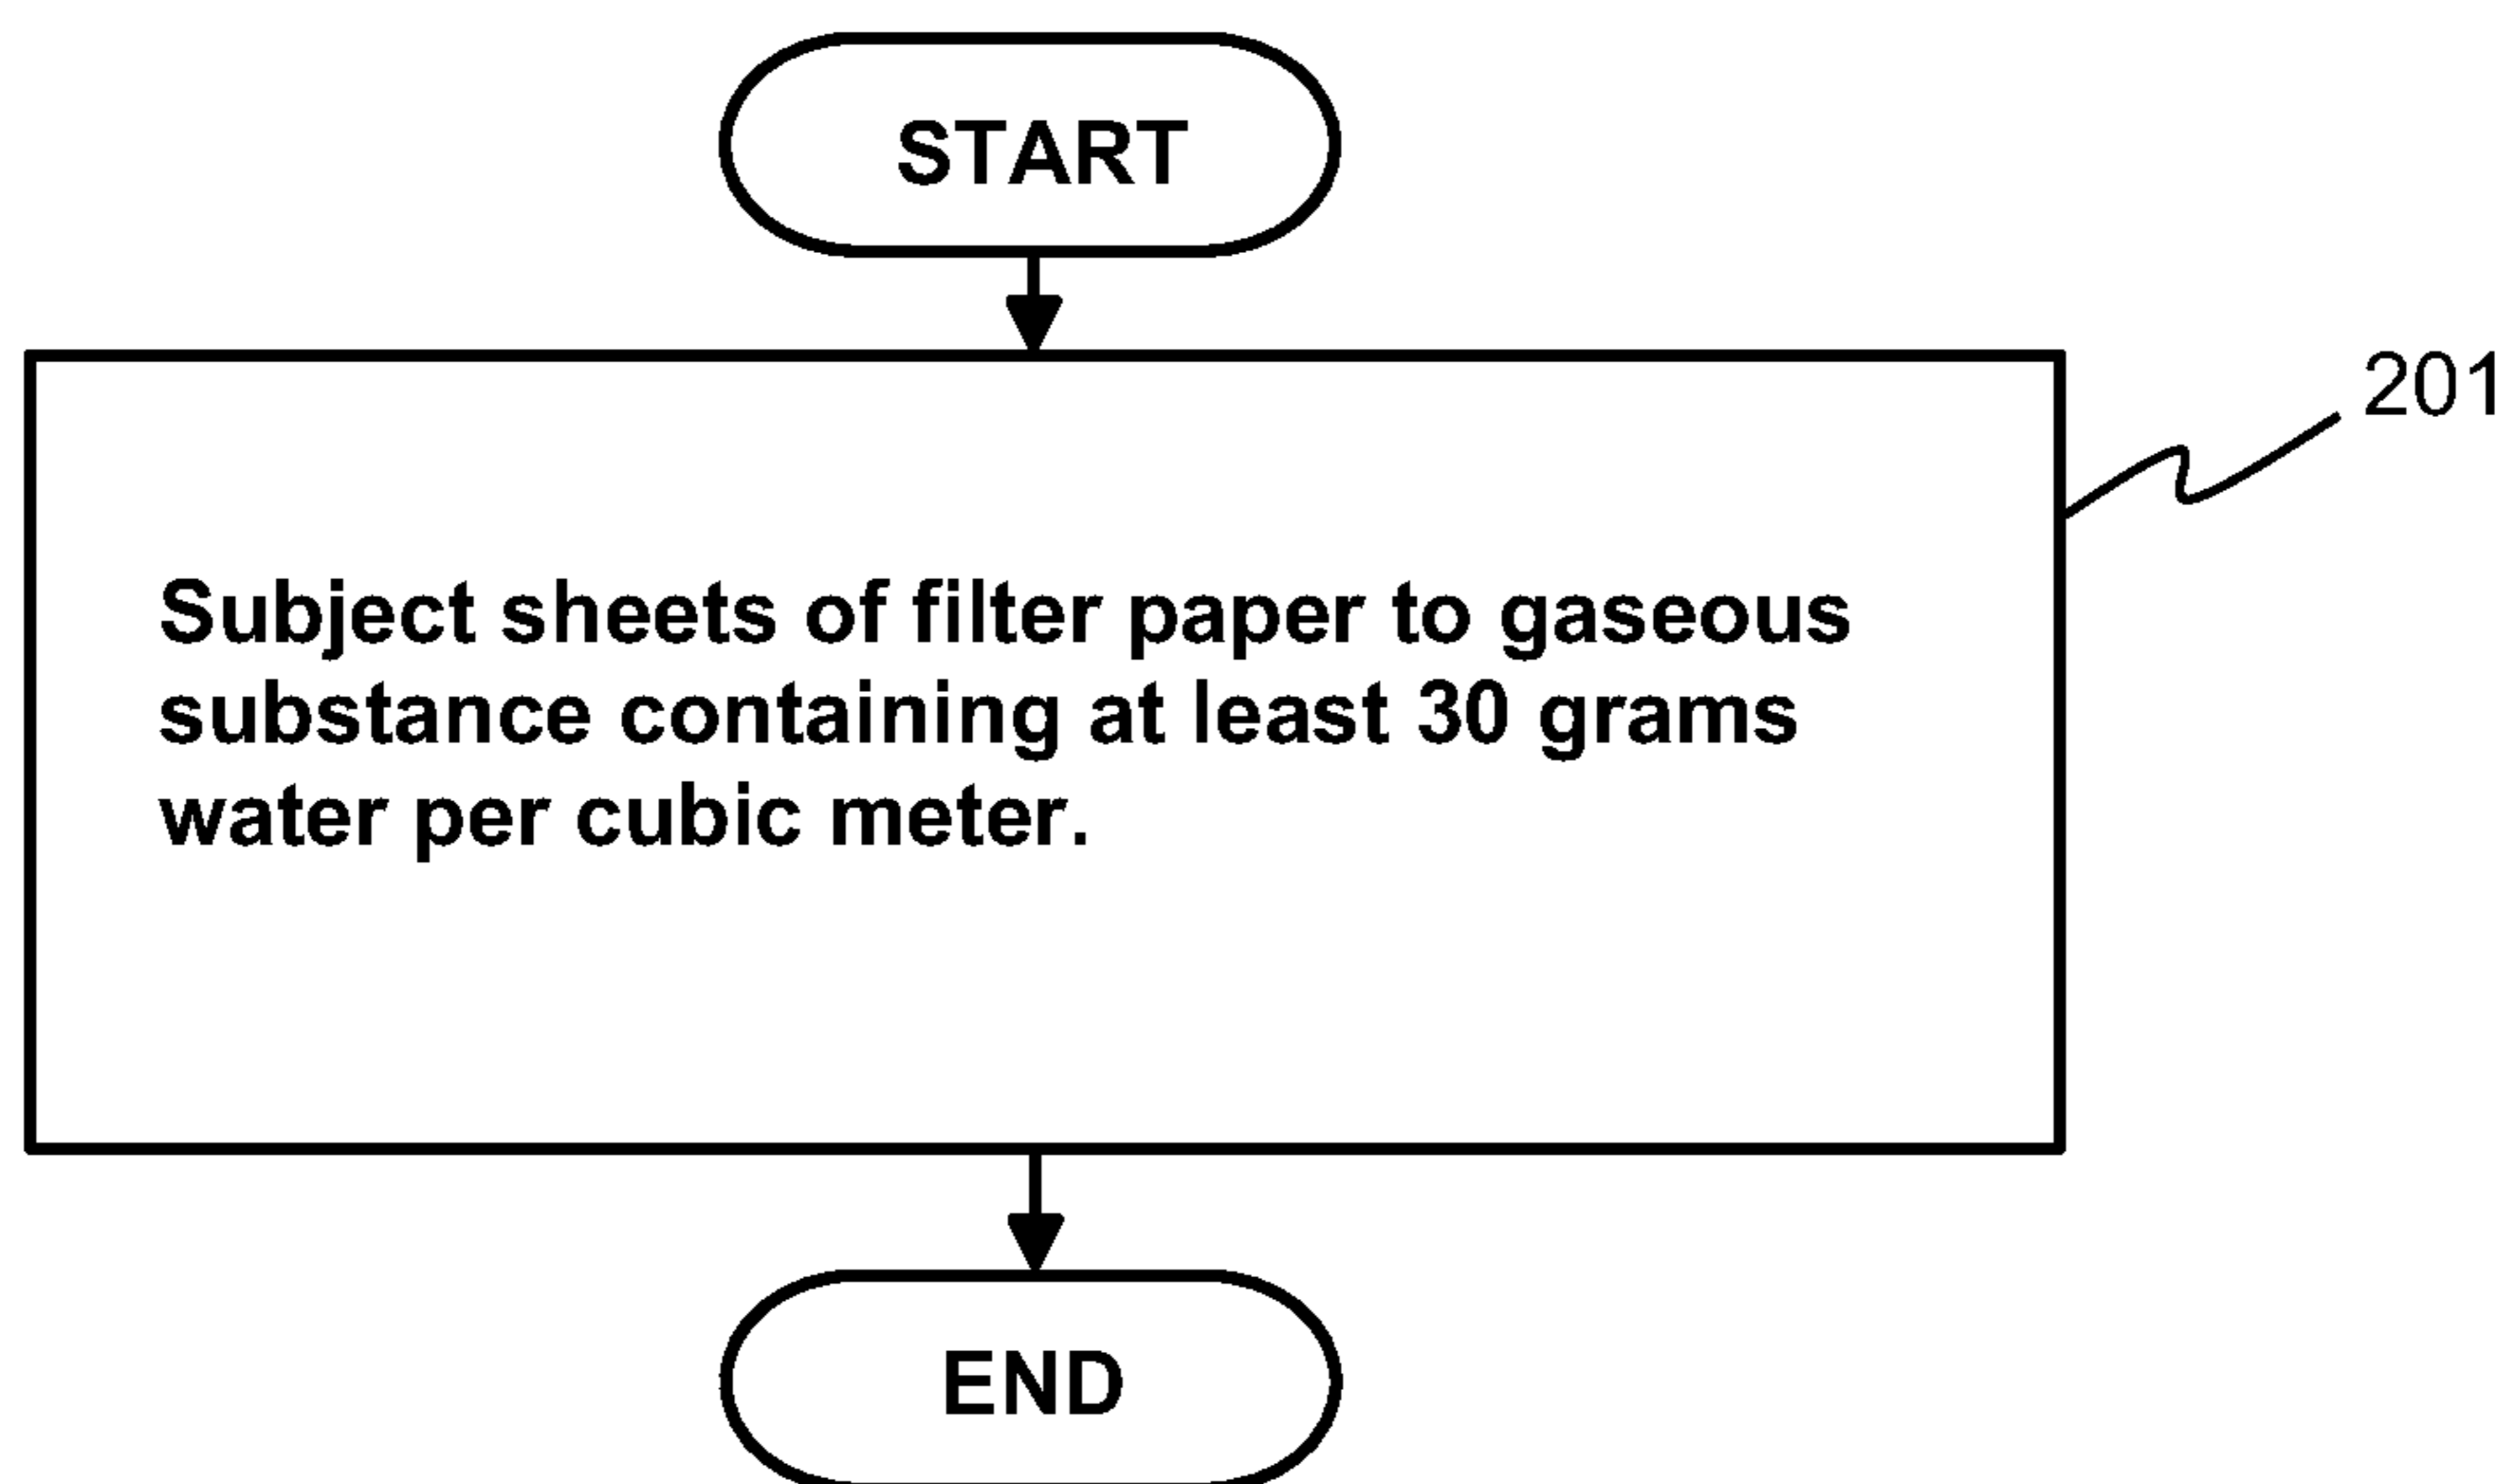 START
201
Subject sheets of filter paper to gaseous
substance containing at least 30 grams
water per cubic meter.
END